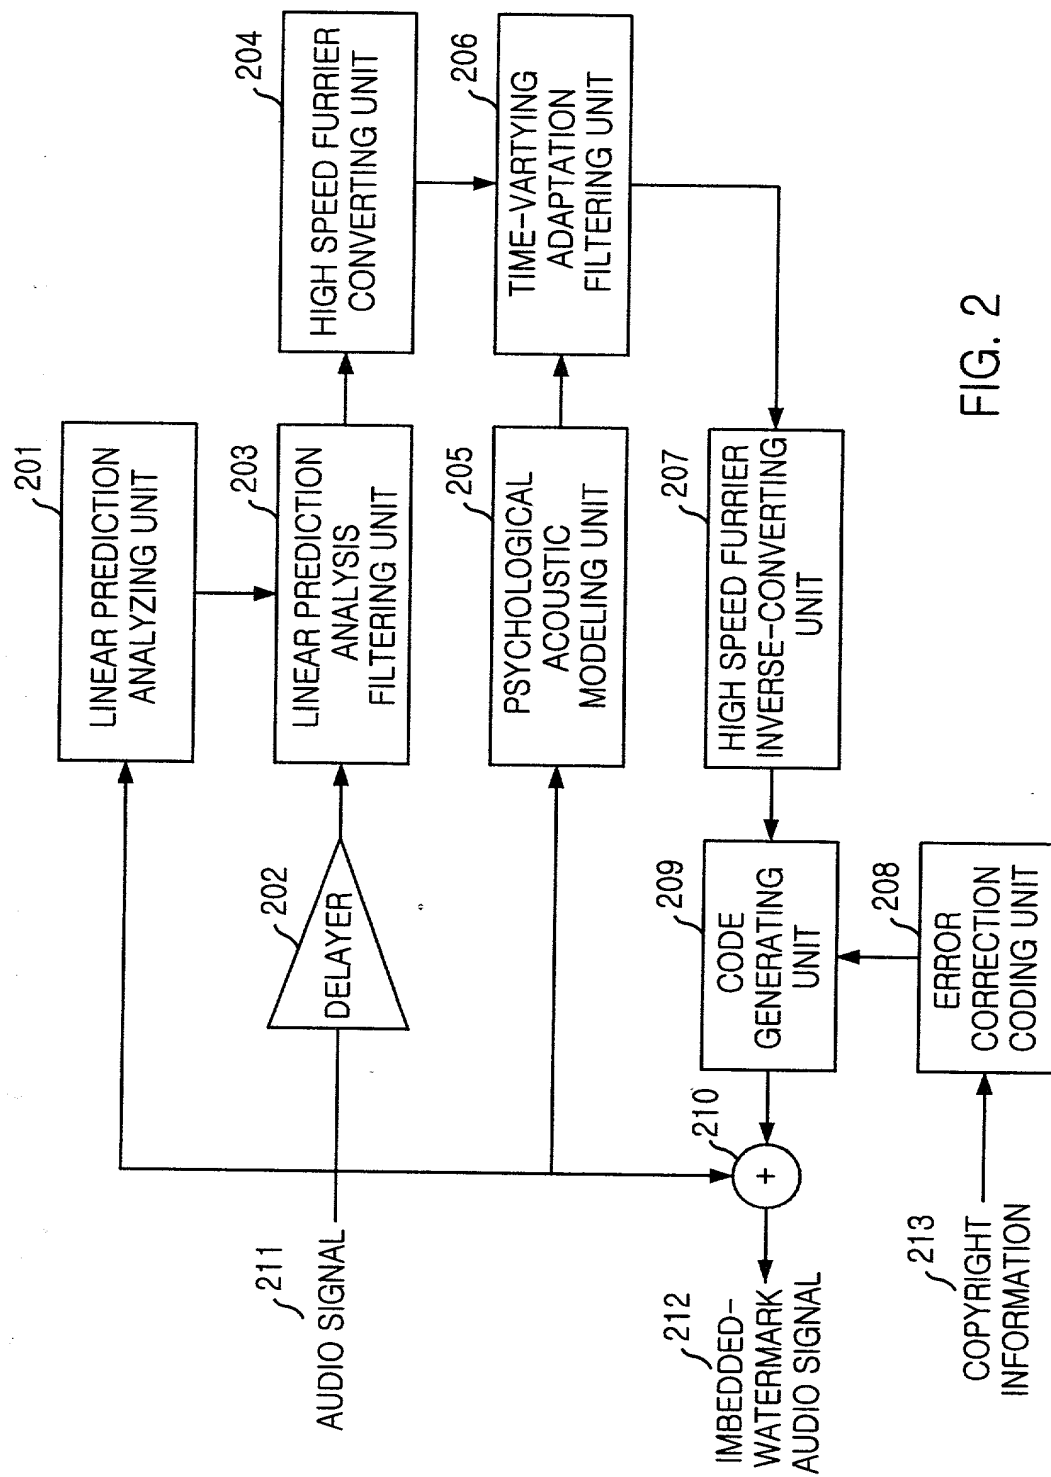 201
LINEAR PREDICTION
ANALYZING UNIT
204
HIGH SPEED FURRIER
CONVERTING UNIT
202
DELAYER
203
LINEAR PREDICTION
ANALYSIS
FILTERING UNIT
211
AUDIO SIGNAL
206
TIME-VARTYING
ADAPTATION
FILTERING UNIT
205
PSYCHOLOGICAL
ACOUSTIC
MODELING UNIT
212
IMBEDDED-
WATERMARK
AUDIO SIGNAL
210
+
209
CODE
GENERATING
UNIT
207
HIGH SPEED FURRIER
INVERSE-CONVERTING
UNIT
213
COPYRIGHT
INFORMATION
208
ERROR
CORRECTION
CODING UNIT
FIG. 2